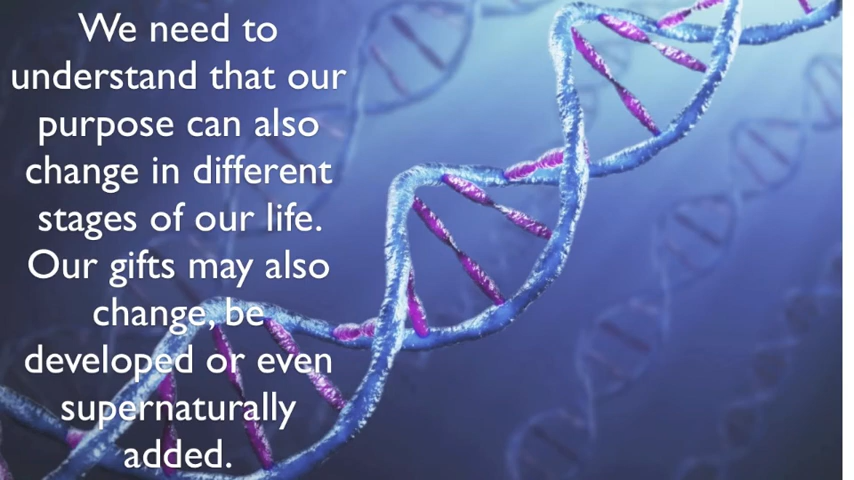 We need to
understand that our
purpose can also
change in different
stages of our life.
Our gifts may also
change, be
developed or even
supernaturally
added.